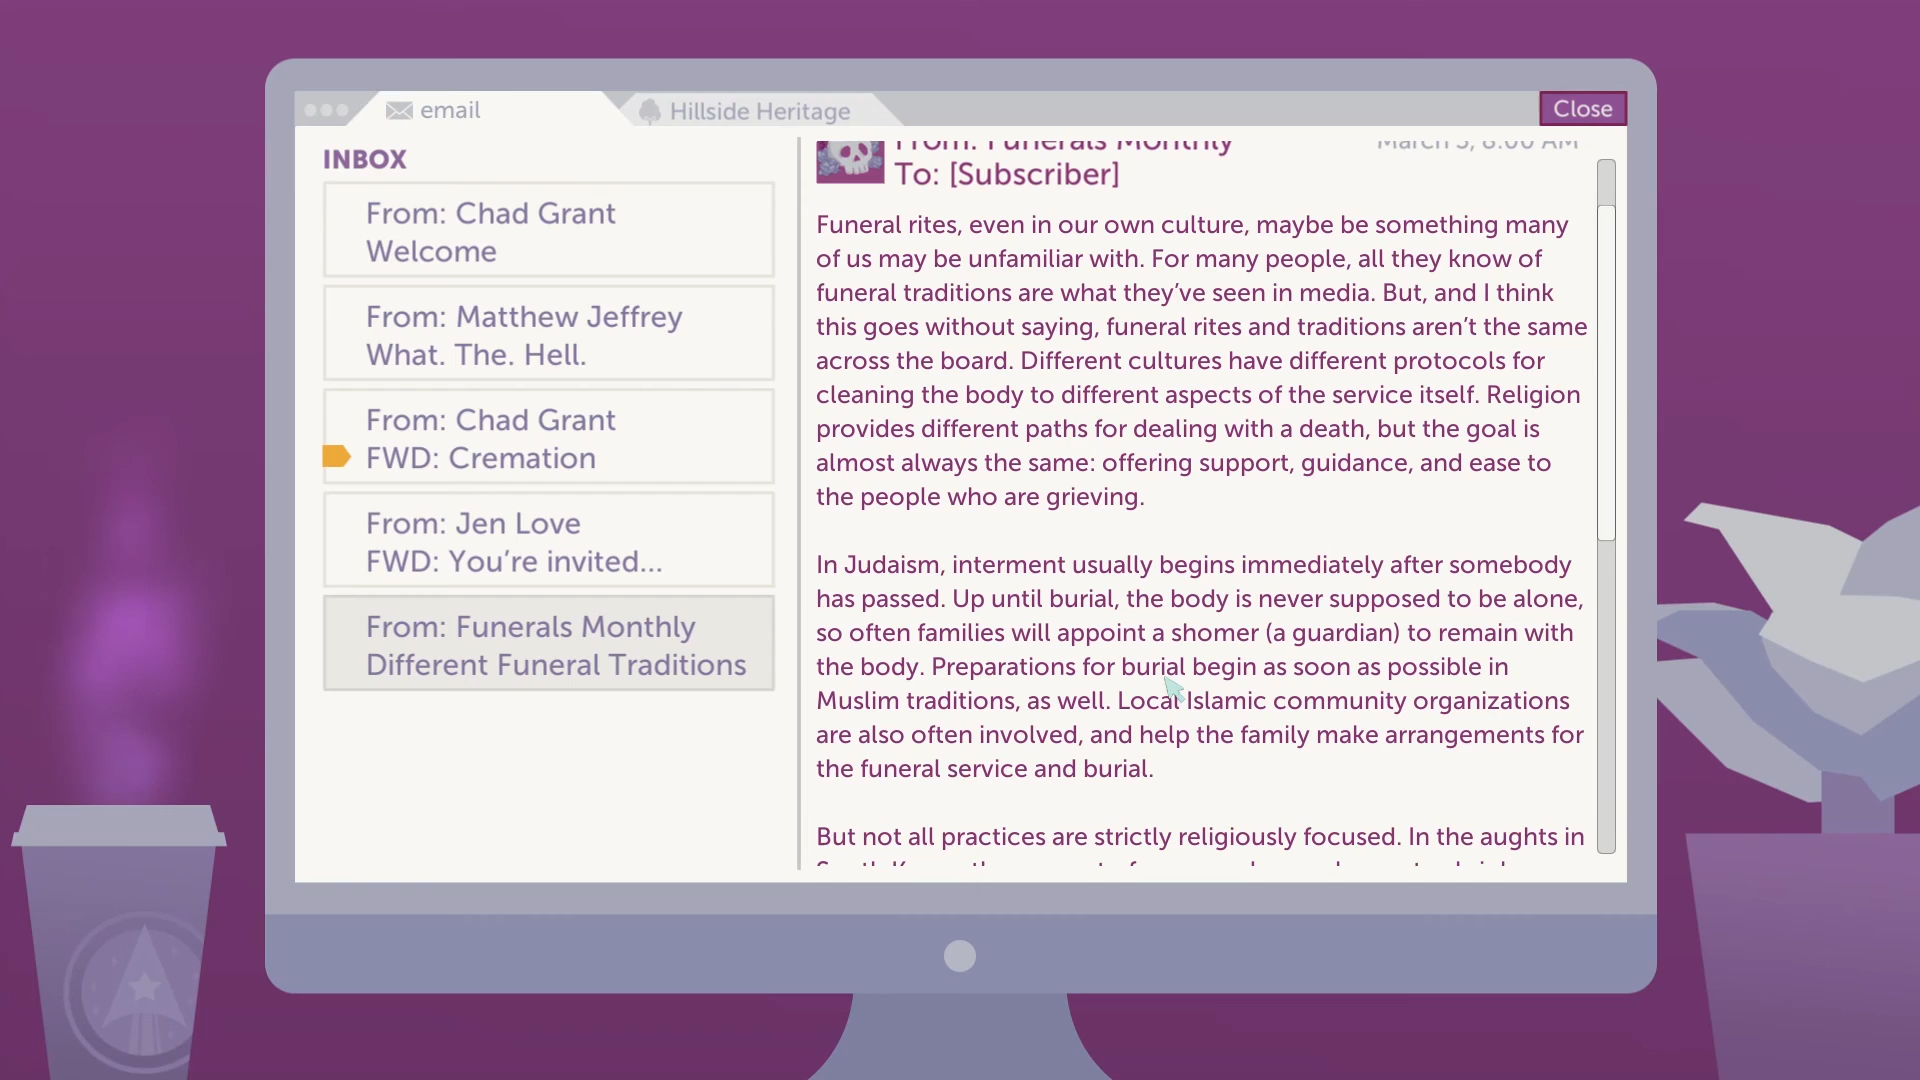 email
Hillside Heritage
Close
INBOX
From: Chad Grant
Welcome
From: Matthew Jeffrey
What. The. Hell.
From: Chad Grant
FWD: Cremation
From: Jen Love
FWD: You're invited...
From: Funerals Monthly
Different Funeral Traditions
From: Funerals Monthly
March 3, 8:00 AM
To: [Subscriber]
Funeral rites, even in our own culture, maybe be something many
of us may be unfamiliar with. For many people, all they know of
funeral traditions are what they've seen in media. But, and I think
this goes without saying, funeral rites and traditions aren't the same
across the board. Different cultures have different protocols for
cleaning the body to different aspects of the service itself. Religion
provides different paths for dealing with a death, but the goal is
almost always the same: offering support, guidance, and ease to
the people who are grieving.
In Judaism, interment usually begins immediately after somebody
has passed. Up until burial, the body is never supposed to be alone,
so often families will appoint a shomer (a guardian) to remain with
the body. Preparations for burial begin as soon as possible in
Muslim traditions, as well. Local Islamic community organizations
are also often involved, and help the family make arrangements for
the funeral service and burial.
But not all practices are strictly religiously focused. In the aughts in